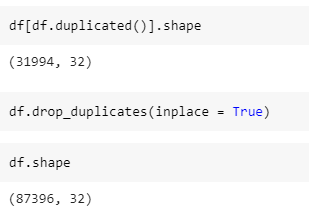 df[df.duplicated()].shape
(31994, 32)
df.drop_duplicates(inplace = True)
df.shape
(87396, 32)